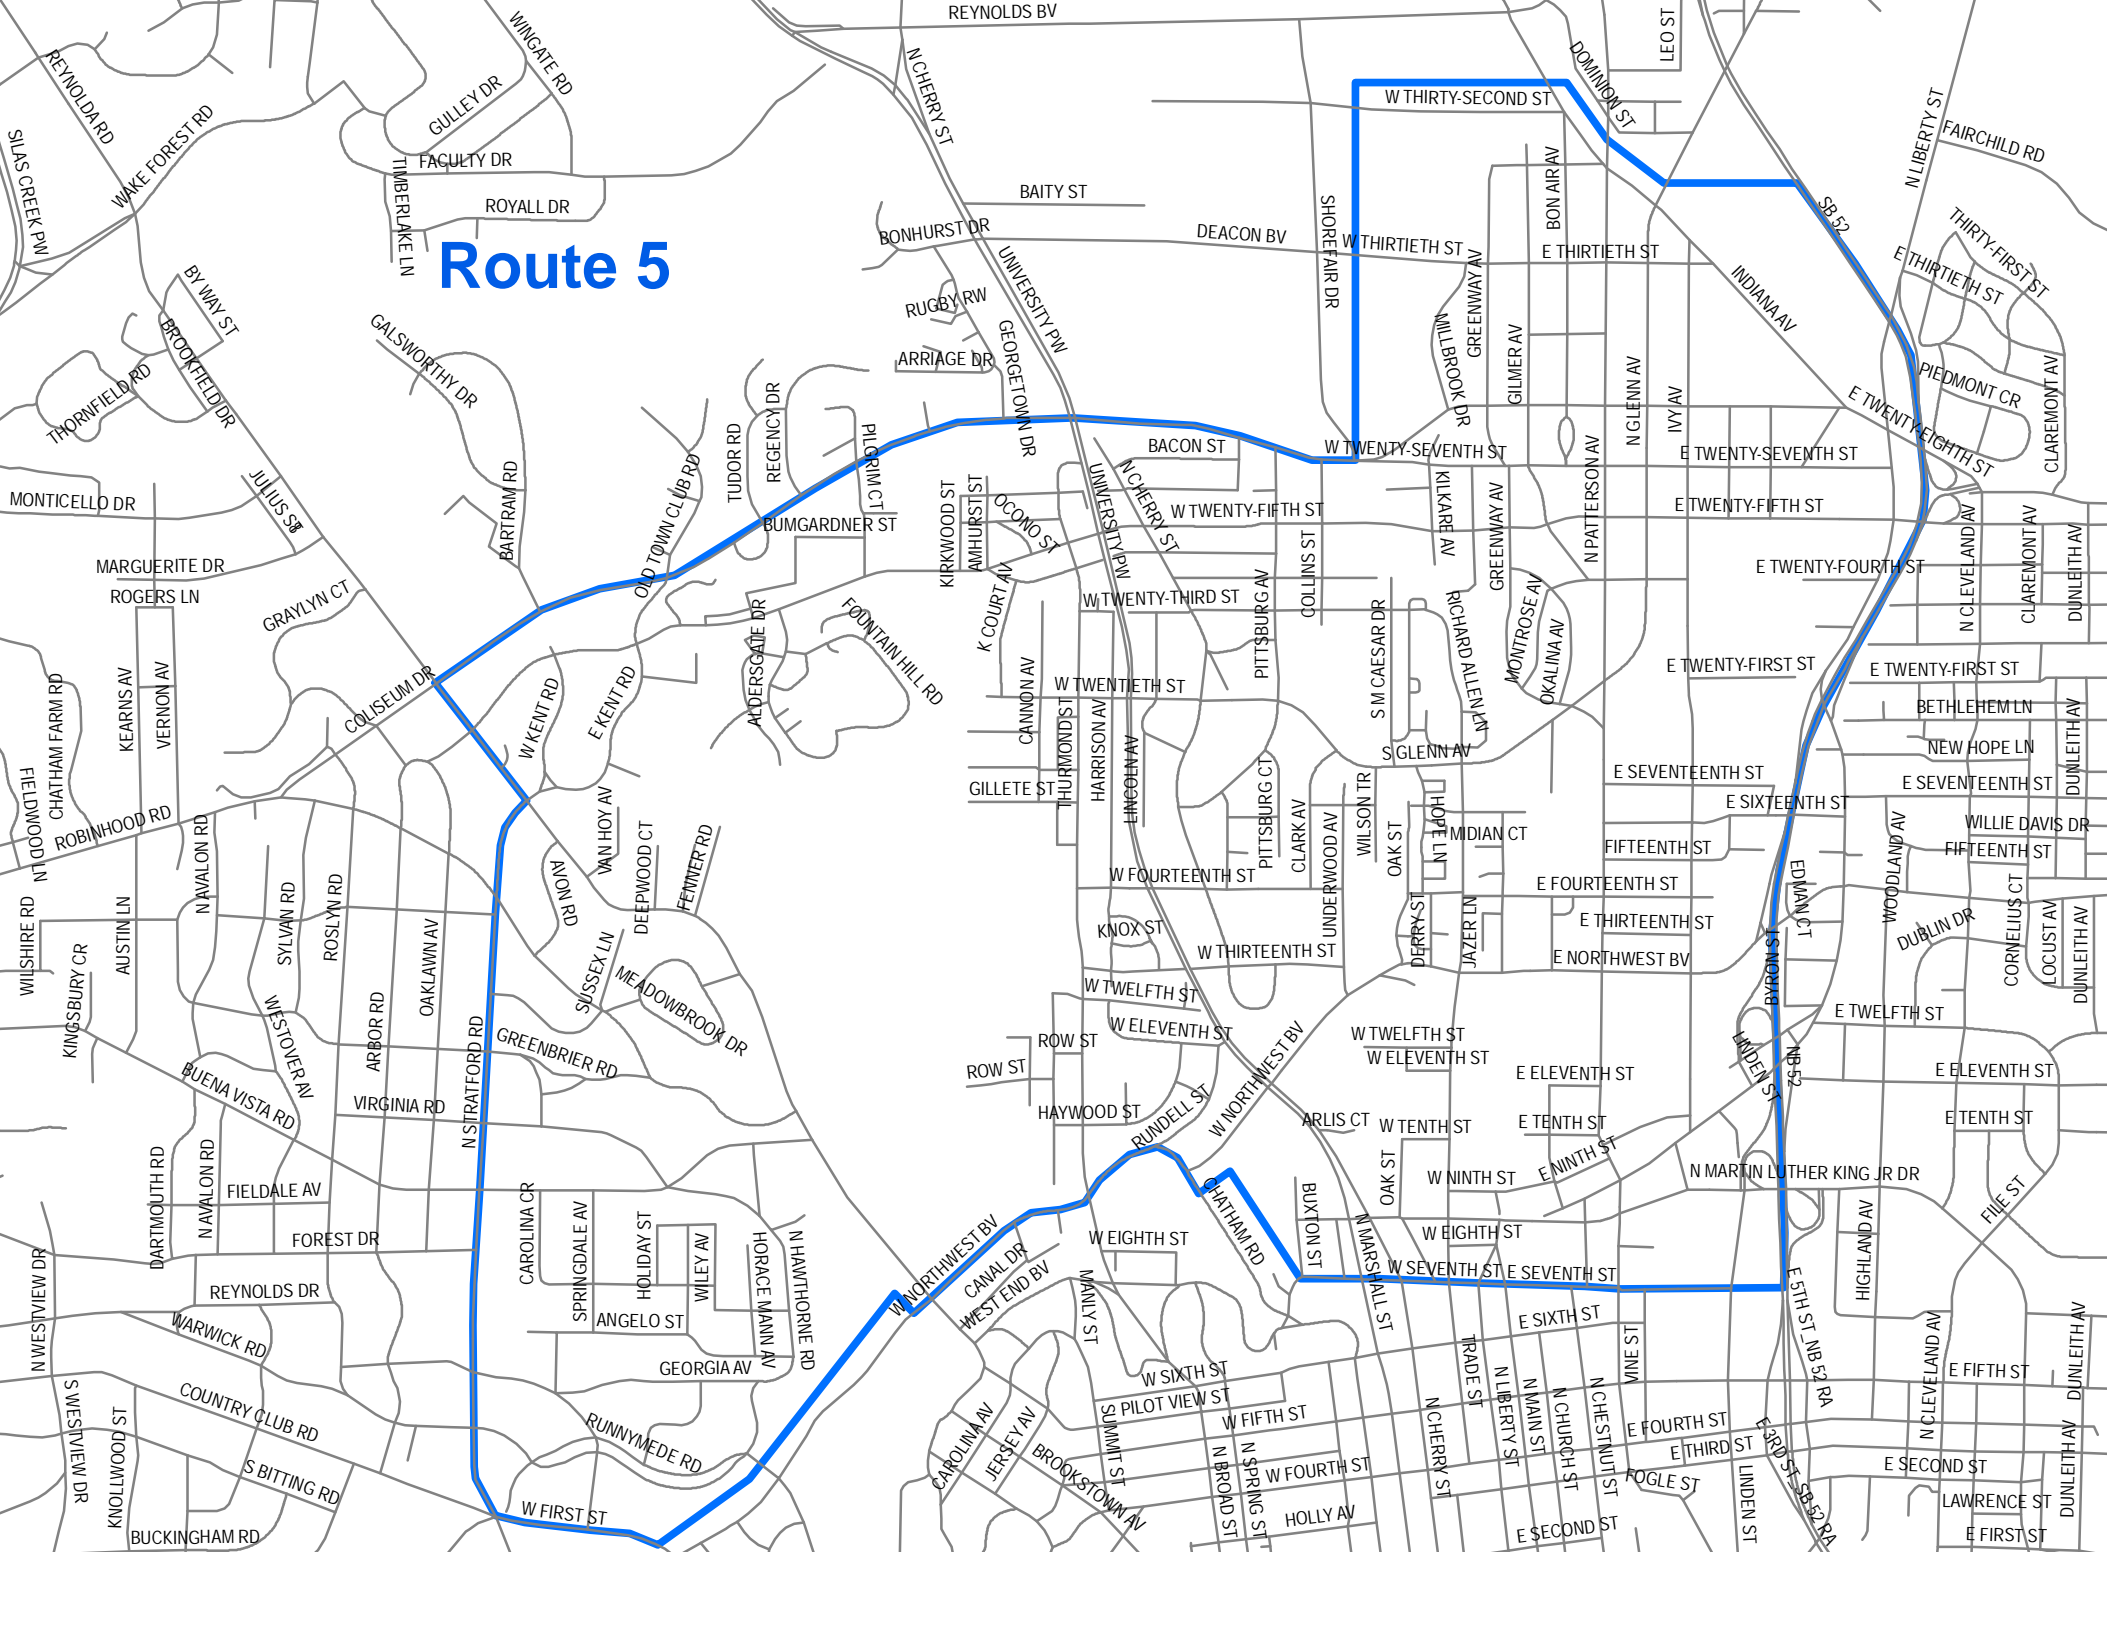 REYNOLDS BV
WINGATE RD
LEO ST
DOMINION ST
REYNOLDA RD
N CHERRY ST
GULLEY DR
W THIRTY-SECOND ST
WAKE FOREST RD
N LIBERTY ST
FAIRCHILD RD
SILAS CREEK PW
FACULTY DR
TIMBERLAKE LN
BAITY ST
BON AIR AV
ROYALL DR
SHOREFAIR DR
SB 52
THIRTY-FIRST ST
BONHURST DR
DEACON BV
W THIRTIETH ST
E THIRTIETH ST
E THIRTIETH ST
Route 5
UNIVERSITY PW
INDIANA AV
BY WAY ST
RUGBY RW
GREENWAY AV
MILLBROOK DR
GILMER AV
BROOKFIELD DR
GALSWORTHY DR
GEORGETOWN DR
ARRIAGE DR
N GLENN AV
IVY AV
PIEDMONT CR
CLAREMONT AV
THORNFIELD RD
E TWENTY-EIGHTH ST
TUDOR RD
REGENCY DR
PILGRIM CT
BACON ST
W TWENTY-SEVENTH ST
E TWENTY-SEVENTH ST
N PATTERSON AV
JULIUS ST
MONTICELLO DR
BARTRAM RD
OLD TOWN CLUB RD
UNIVERSITY PW
N CHERRY ST
KIRKWOOD ST
AMHURST ST
OCONO ST
BUMGARDNER ST
W TWENTY-FIFTH ST
KILKARE AV
GREENWAY AV
E TWENTY-FIFTH ST
N CLEVELAND AV
CLAREMONT AV
DUNLEITH AV
MARGUERITE DR
ROGERS LN
GRAYLYN CT
E TWENTY-FOURTH ST
PITTSBURG AV
COLLINS ST
W TWENTY-THIRD ST
K COURT AV
FOUNTAIN HILL RD
ALDERSGATE DR
S M CAESAR DR
RICHARD ALLEN LN
MONTROSE AV
OKALINA AV
KEARNS AV
VERNON AV
CHATHAM FARM RD
COLISEUM DR
W KENT RD
E KENT RD
CANNON AV
W TWENTIETH ST
E TWENTY-FIRST ST
E TWENTY-FIRST ST
BETHLEHEM LN
DUNLEITH AV
THURMOND ST
HARRISON AV
LINCOLN AV
S GLENN AV
NEW HOPE LN
FIELDWOOD LN
GILLETE ST
E SEVENTEENTH ST
E SEVENTEENTH ST
E SIXTEENTH ST
ROBINHOOD RD
N AVALON RD
VAN HOY AV
DEEPWOOD CT
FENNER RD
PITTSBURG CT
CLARK AV
UNDERWOOD AV
WILSON TR
OAK ST
HOPE LN
MIDIAN CT
FIFTEENTH ST
WILLIE DAVIS DR
FIFTEENTH ST
WILSHIRE RD
AUSTIN LN
SYLVAN RD
ROSLYN RD
OAKLAWN AV
AVON RD
W FOURTEENTH ST
E FOURTEENTH ST
EDMAN CT
WOODLAND AV
DUBLIN DR
CORNELIUS CT
LOCUST AV
DUNLEITH AV
KNOX ST
E THIRTEENTH ST
W THIRTEENTH ST
DERRY ST
JAZER LN
E NORTHWEST BV
BYRON ST
KINGSBURY CR
WESTOVER AV
SUSSEX LN
MEADOWBROOK DR
W TWELFTH ST
W ELEVENTH ST
E TWELFTH ST
ARBOR RD
N STRATFORD RD
GREENBRIER RD
ROW ST
ROW ST
W NORTHWEST BV
W TWELFTH ST
W ELEVENTH ST
LINDEN ST
NB 52
E ELEVENTH ST
E ELEVENTH ST
BUENA VISTA RD
VIRGINIA RD
HAYWOOD ST
RUNDELL ST
ARLIS CT
W TENTH ST
E TENTH ST
E TENTH ST
DARTMOUTH RD
N AVALON RD
FIELDALE AV
OAK ST
W NINTH ST
E NINTH ST
N MARTIN LUTHER KING JR DR
FILE ST
N WESTVIEW DR
FOREST DR
CAROLINA CR
SPRINGDALE AV
HOLIDAY ST
WILEY AV
HORACE MANN AV
N HAWTHORNE RD
W NORTHWEST BV
CANAL DR
WEST END BV
W EIGHTH ST
CHATHAM RD
BUXTON ST
N MARSHALL ST
W EIGHTH ST
W SEVENTH ST
E SEVENTH ST
HIGHLAND AV
REYNOLDS DR
WARWICK RD
ANGELO ST
MANLY ST
E SIXTH ST
E 5TH ST_NB 52 RA
GEORGIA AV
VINE ST
N CLEVELAND AV
E FIFTH ST
DUNLEITH AV
S WESTVIEW DR
COUNTRY CLUB RD
KNOLLWOOD ST
RUNNYMEDE RD
W SIXTH ST
PILOT VIEW ST
W FIFTH ST
TRADE ST
N LIBERTY ST
N MAIN ST
N CHURCH ST
N CHESTNUT ST
N CHERRY ST
E FOURTH ST
E THIRD ST
E 3RD ST_SB 52 RA
CAROLINA AV
JERSEY AV
BROOKSTOWN AV
SUMMIT ST
S BITTING RD
W FOURTH ST
N BROAD ST
N SPRING ST
FOGLE ST
LINDEN ST
E SECOND ST
LAWRENCE ST
DUNLEITH AV
BUCKINGHAM RD
W FIRST ST
HOLLY AV
E SECOND ST
E FIRST ST